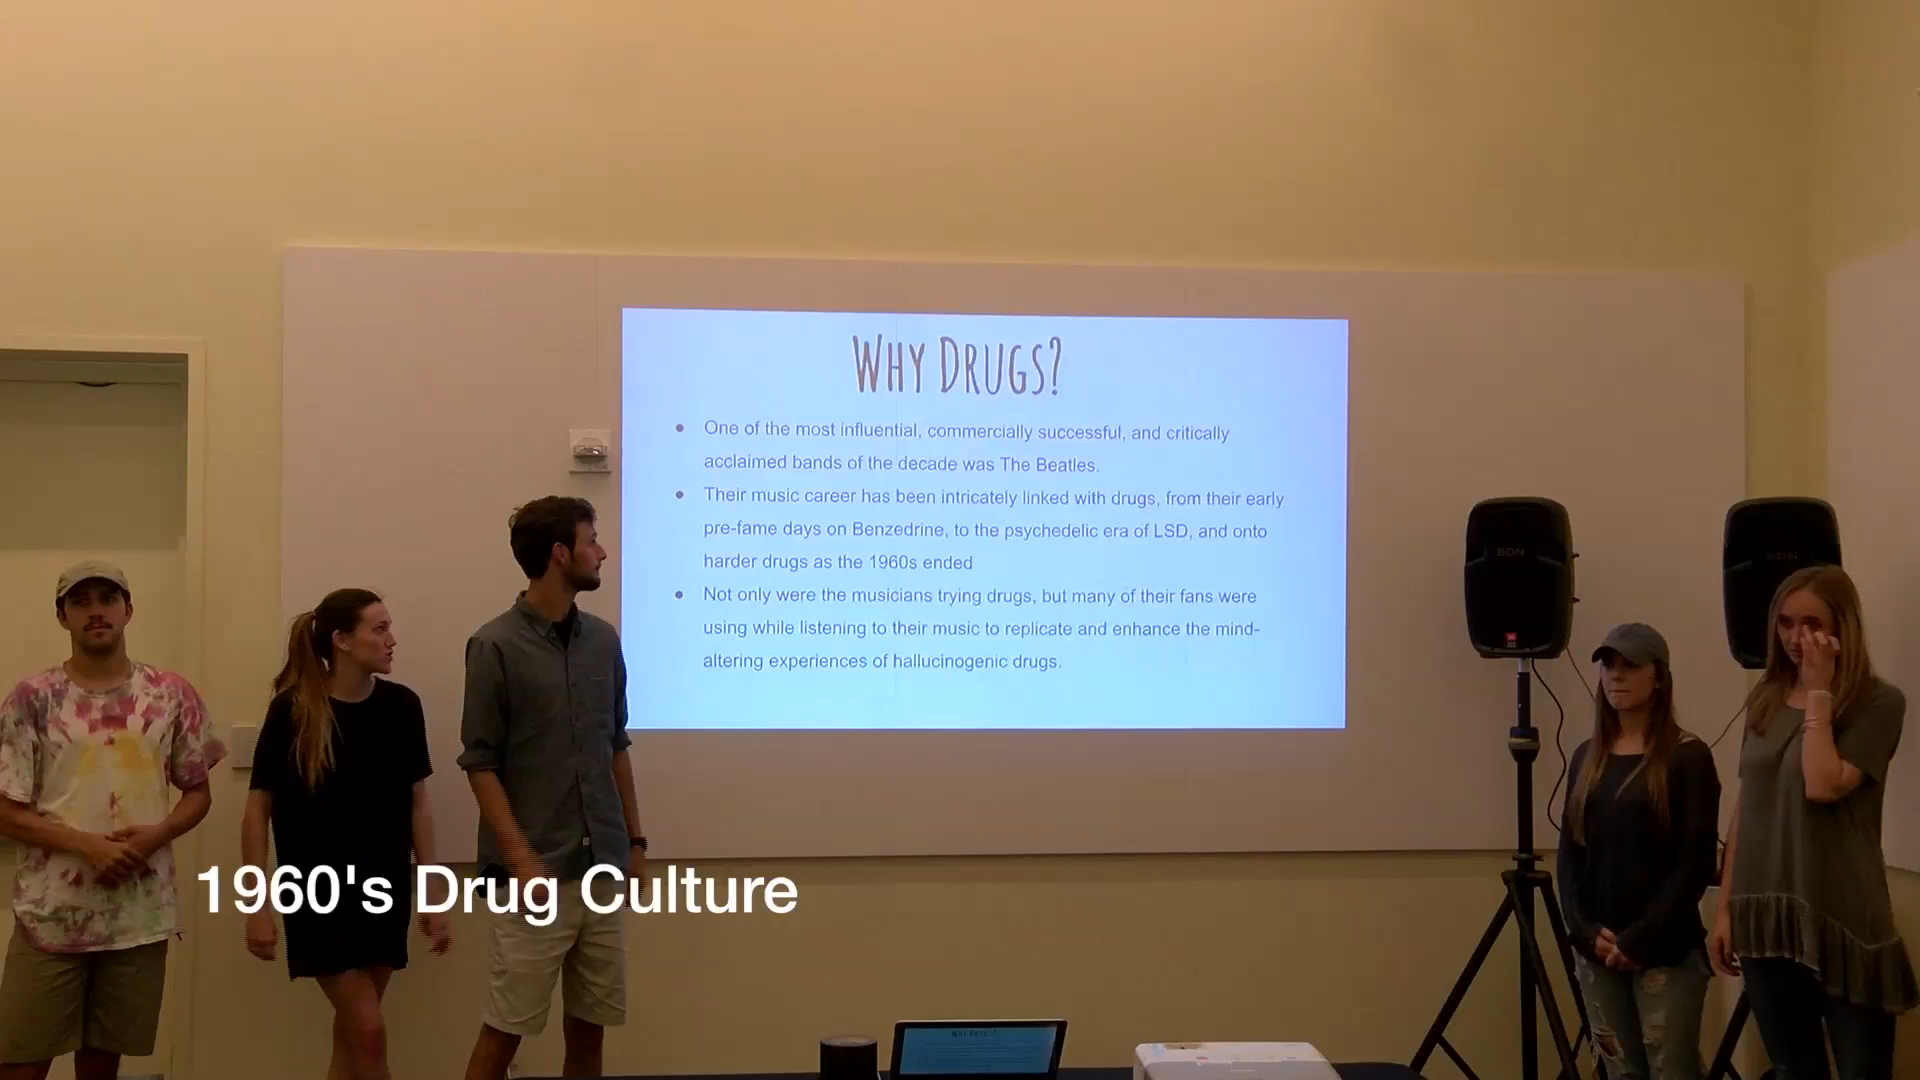 WHY DRUGS?
• One of the most influential, commercially successful, and critically
acclaimed bands of the decade was The Beatles.
• Their music career has been intricately linked with drugs, from their early
pre-fame days on Benzedrine, to the psychedelic era of LSD, and onto
harder drugs as the 1960s ended
• Not only were the musicians trying drugs, but many of their fans were
using while listening to their music to replicate and enhance the mind-
altering experiences of hallucinogenic drugs.
EON
EON
1960's Drug Culture
WHY DRUGS?